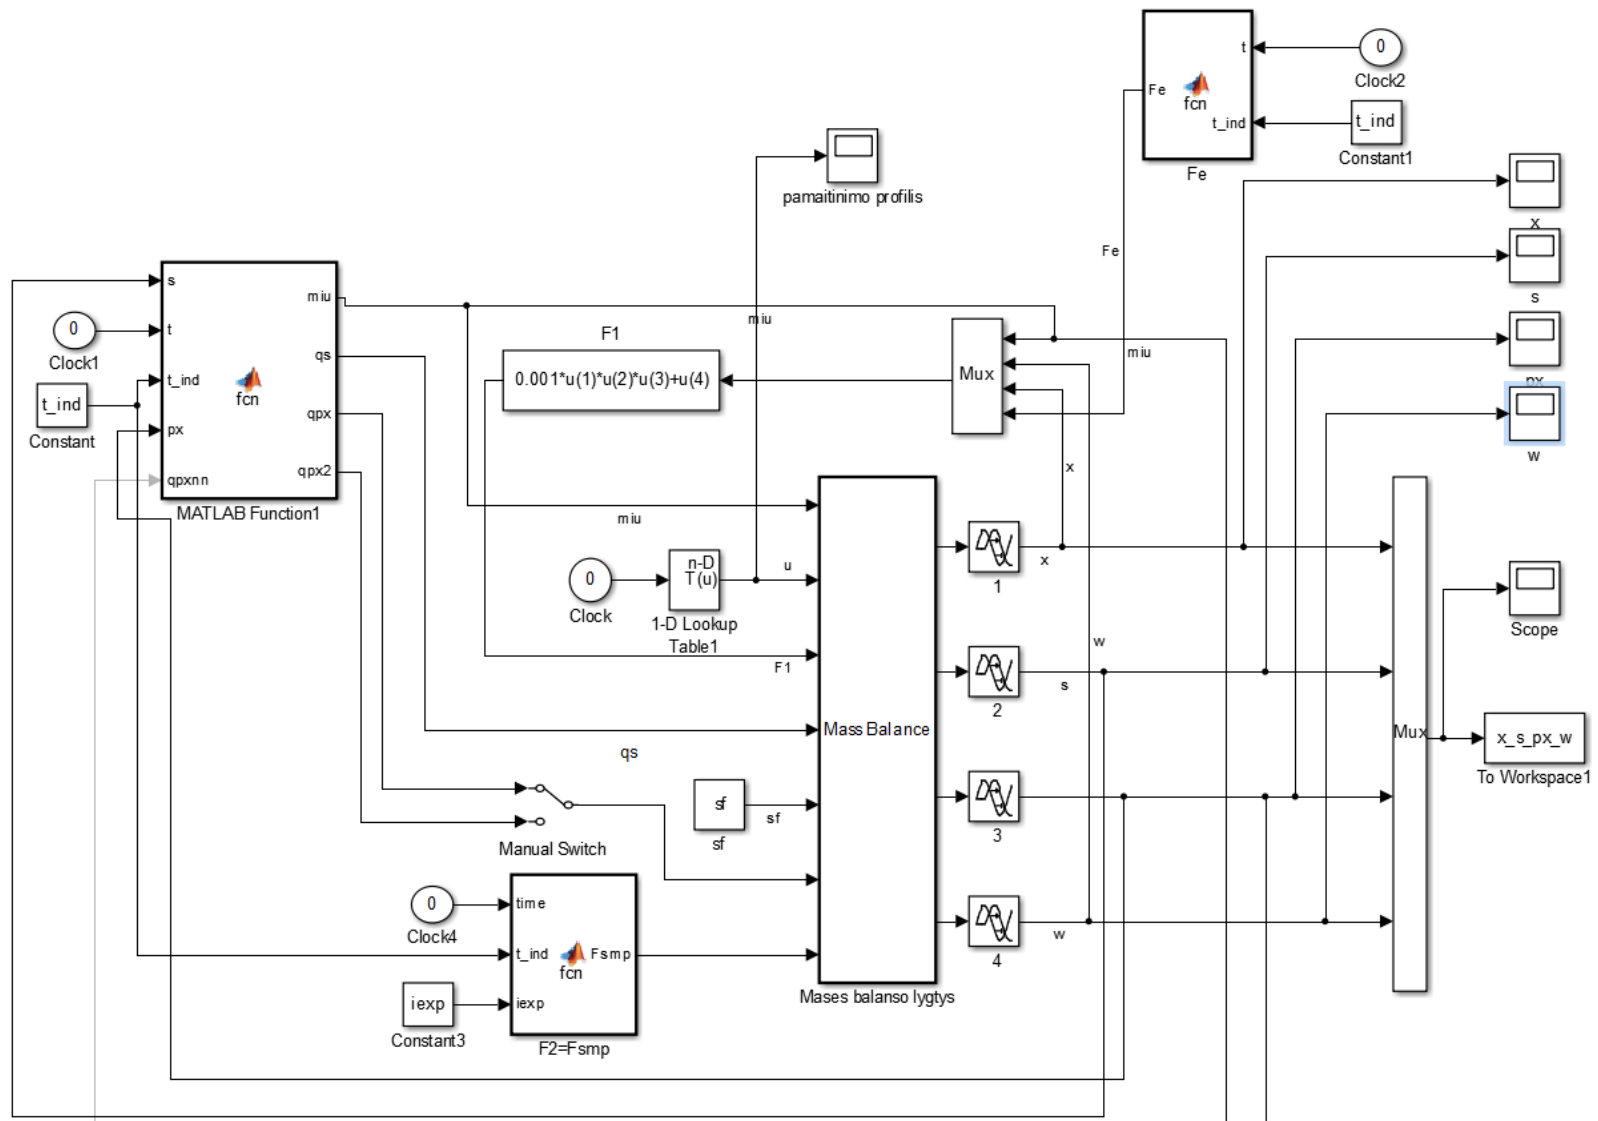 t
0
Clock2
Fe
fcn
t_ind
t_ind
Constant1
Fe
pamaitinimo profilis
x
s
px
w
Fe
s
miu
0
t
Clock1
qs
t_ind
fcn
t_ind
Constant
qpx
px
qpx2
qpxnn
MATLAB Function1
miu
F1
0.001*u(1)*u(2)*u(3)+u(4)
Mux
miu
x
miu
n-D
T(u)
0
Clock
1-D Lookup
Table1
u
F1
x
1
w
s
2
Scope
Mass Balance
qs
Mux
x_s_px_w
To Workspace1
sf
sf
sf
3
Manual Switch
0
time
Clock4
t_ind
fcn
Fsmp
iexp
iexp
Constant3
F2=Fsmp
w
4
Mases balanso lygtys